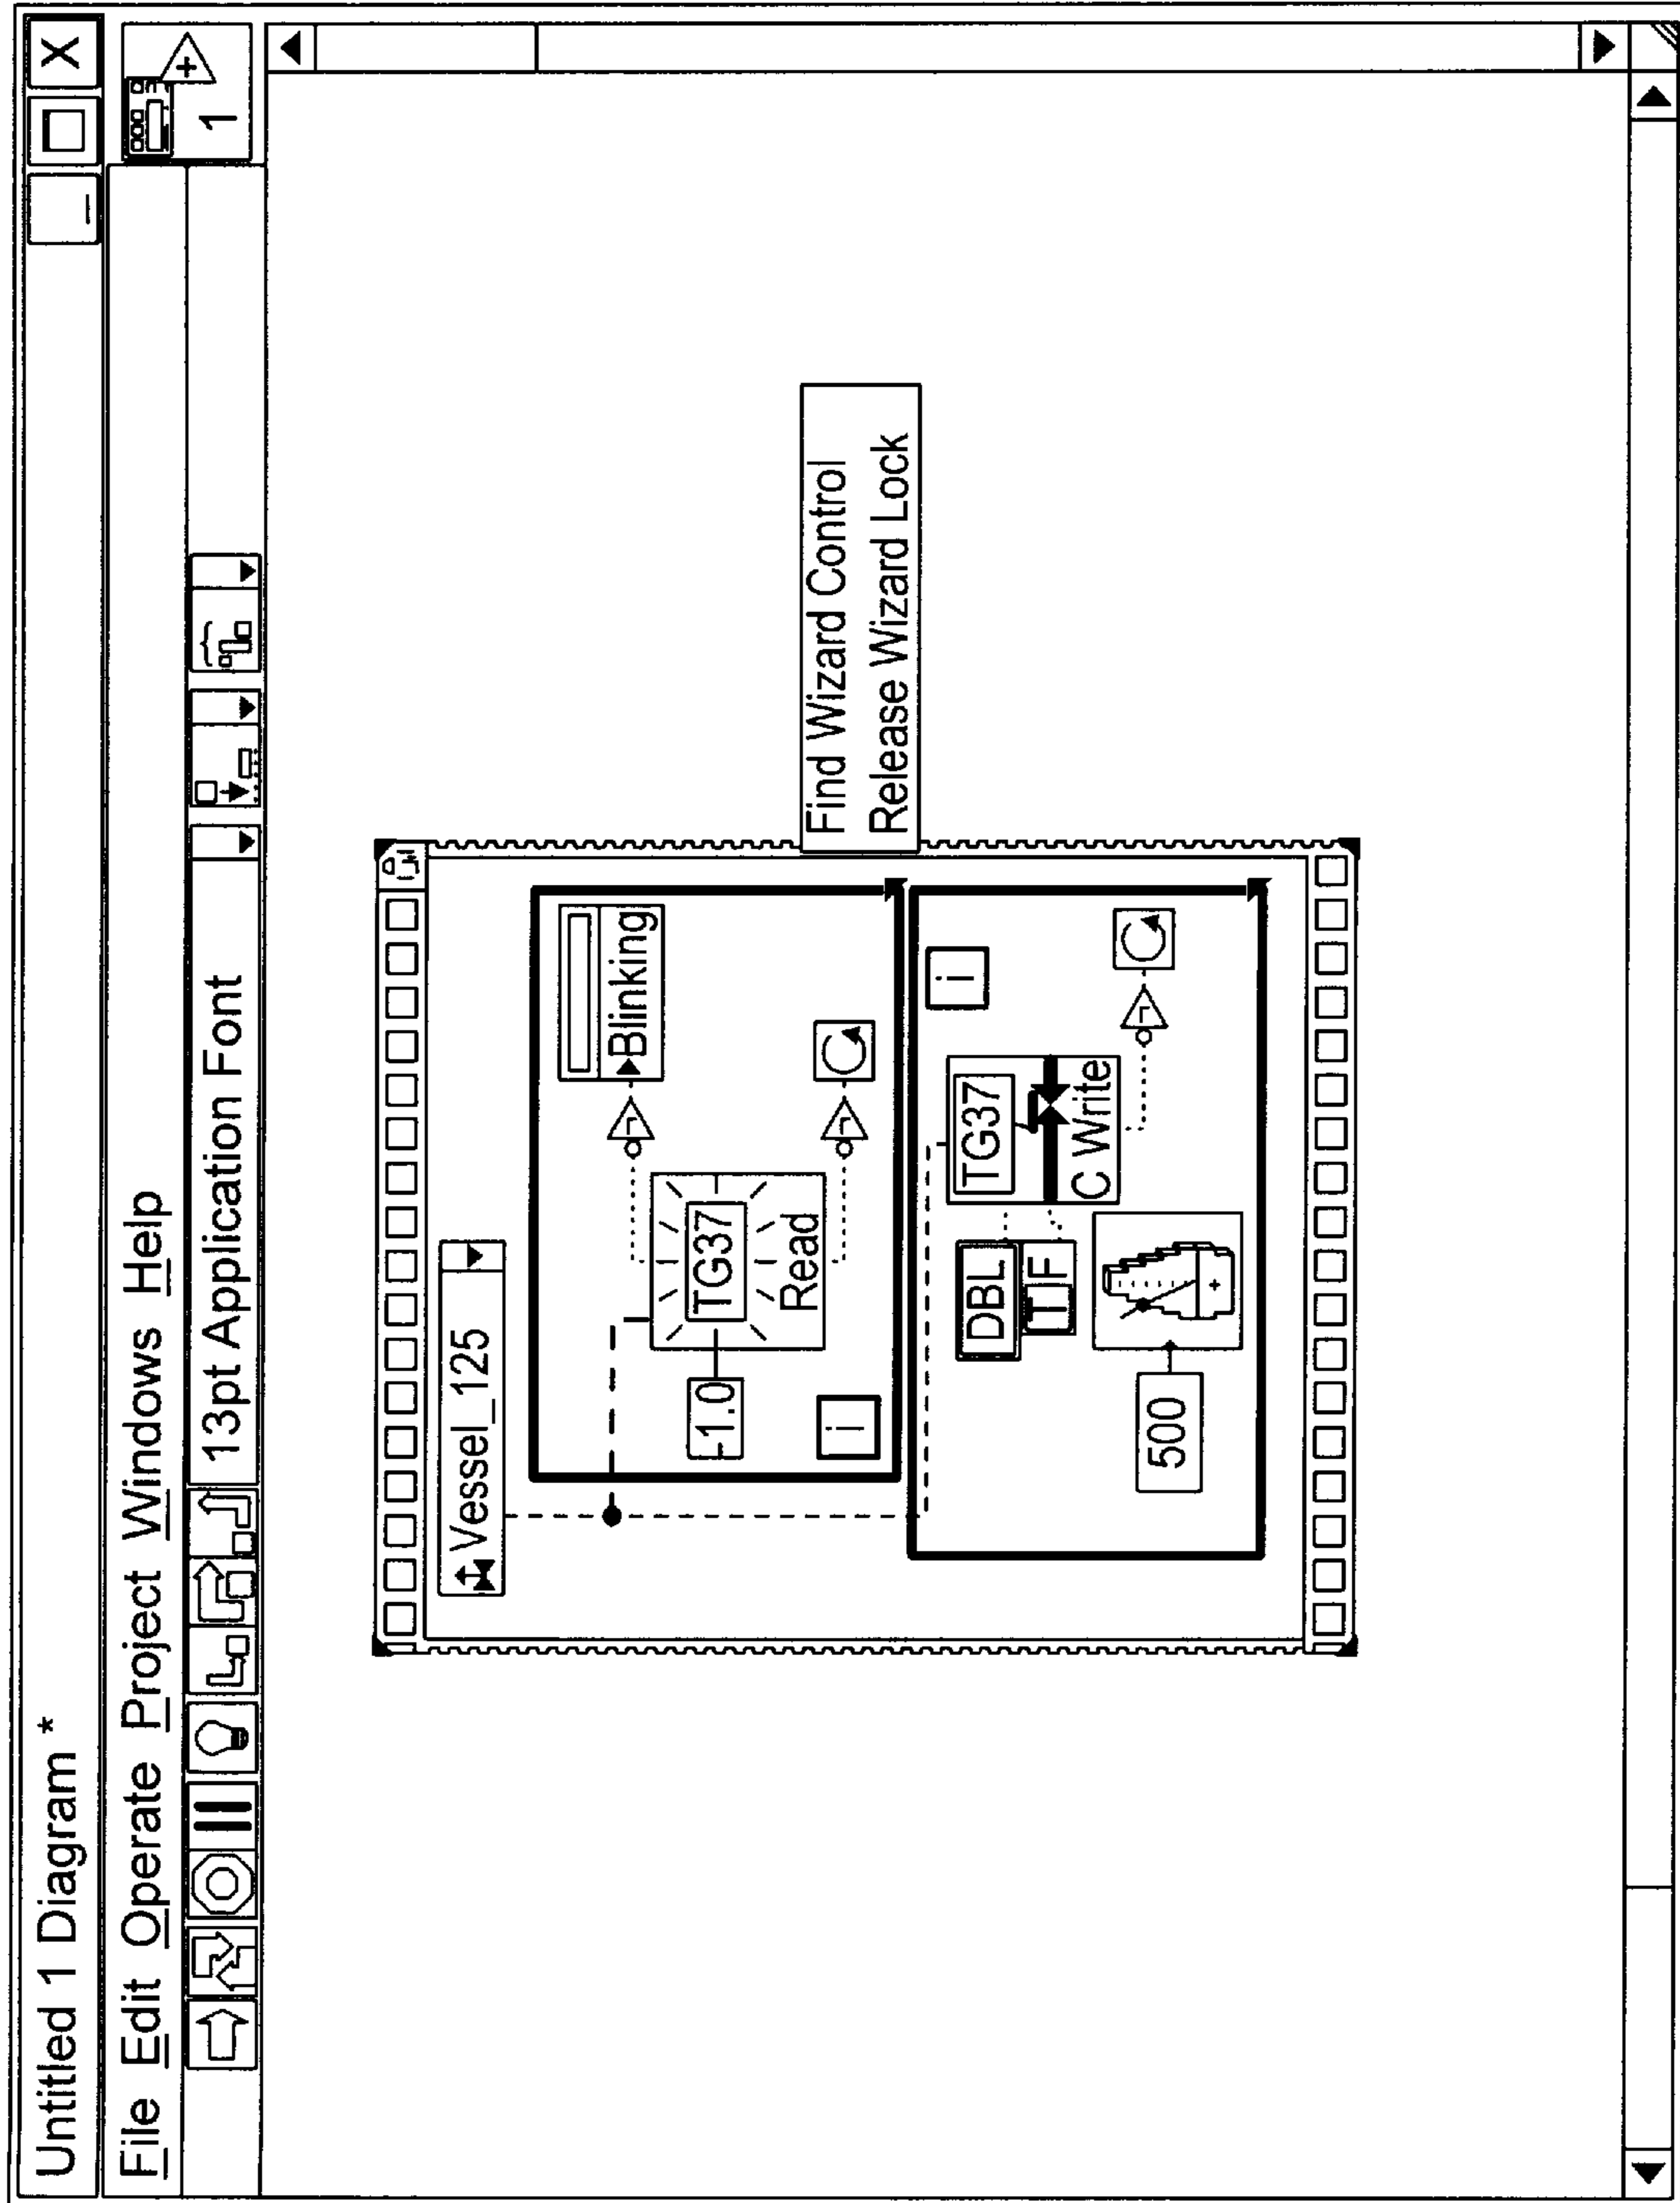 Untitled 1 Diagram *
X
File Edit Operate Project Windows Help
13pt Application Font
1
Vessel_125
-1.0
TG37
Read
Blinking
i
Find Wizard Control
Release Wizard Lock
DBL
TG37
i
T F
C Write
500